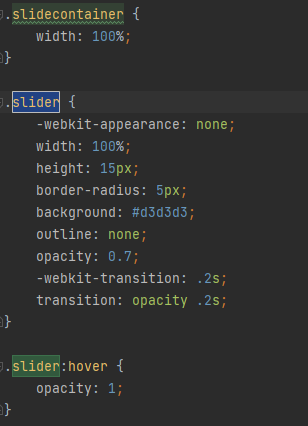 .slidecontainer {
    width: 100%;
}
.slider {
    -webkit-appearance: none;
    width: 100%;
    height: 15px;
    border-radius: 5px;
    background: #d3d3d3;
    outline: none;
    opacity: 0.7;
    -webkit-transition: .2s;
    transition: opacity .2s;
}
.slider:hover {
    opacity: 1;
}